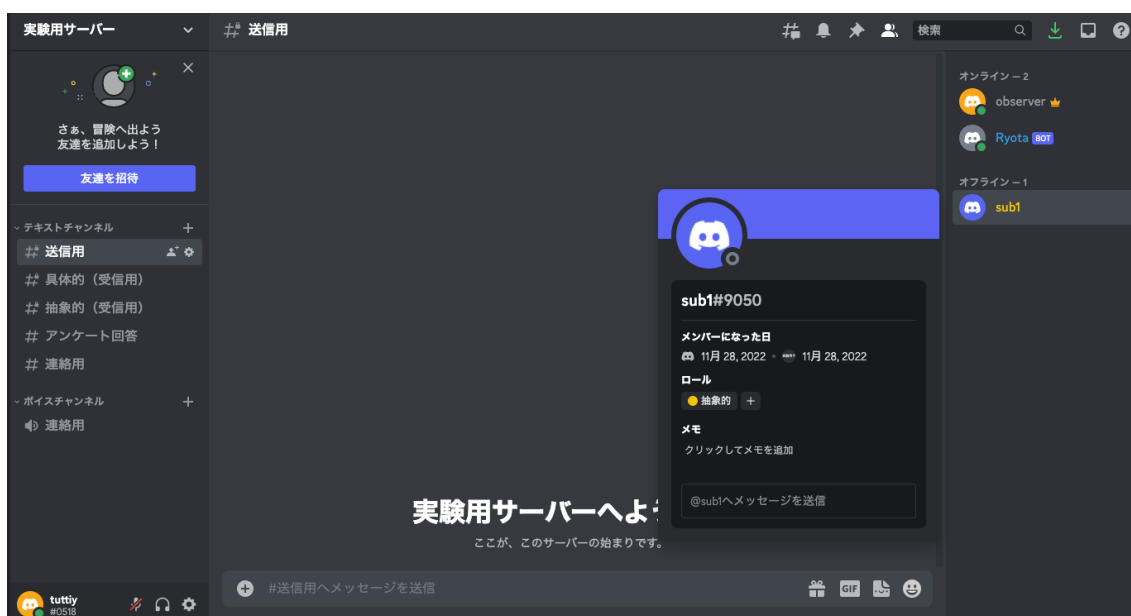 実験用サーバー
送信用
検索
さぁ、冒険へ出よう
友達を追加しよう！
友達を招待
テキストチャンネル
送信用
具体的（受信用）
抽象的（受信用）
アンケート回答
連絡用
ボイスチャンネル
連絡用
tuttiy
#0518
実験用サーバーへよ
ここが、このサーバーの始まりです。
#送信用へメッセージを送信
GIF
sub1#9050
メンバーになった日
11月 28, 2022 • 11月 28, 2022
ロール
抽象的 +
メモ
クリックしてメモを追加
@sub1へメッセージを送信
オンライン – 2
observer
Ryota BOT
オフライン – 1
sub1